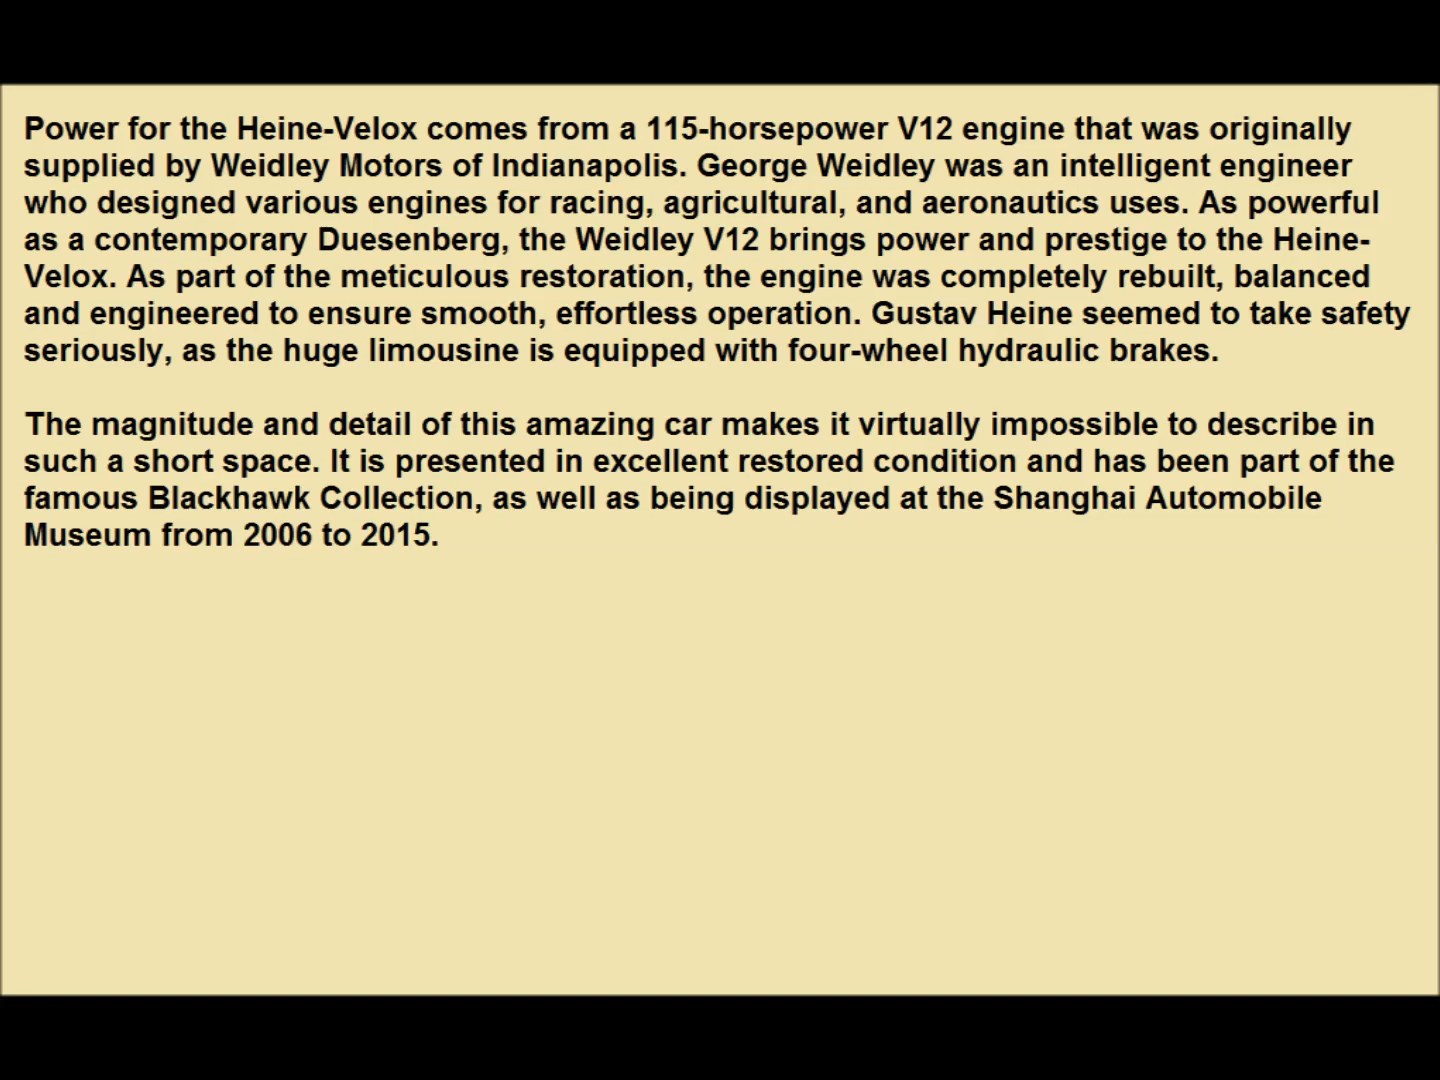 Power for the Heine-Velox comes from a 115-horsepower V12 engine that was originally
supplied by Weidley Motors of Indianapolis. George Weidley was an intelligent engineer
who designed various engines for racing, agricultural, and aeronautics uses. As powerful
as a contemporary Duesenberg, the Weidley V12 brings power and prestige to the Heine-
Velox. As part of the meticulous restoration, the engine was completely rebuilt, balanced
and engineered to ensure smooth, effortless operation. Gustav Heine seemed to take safety
seriously, as the huge limousine is equipped with four-wheel hydraulic brakes.

The magnitude and detail of this amazing car makes it virtually impossible to describe in
such a short space. It is presented in excellent restored condition and has been part of the
famous Blackhawk Collection, as well as being displayed at the Shanghai Automobile
Museum from 2006 to 2015.